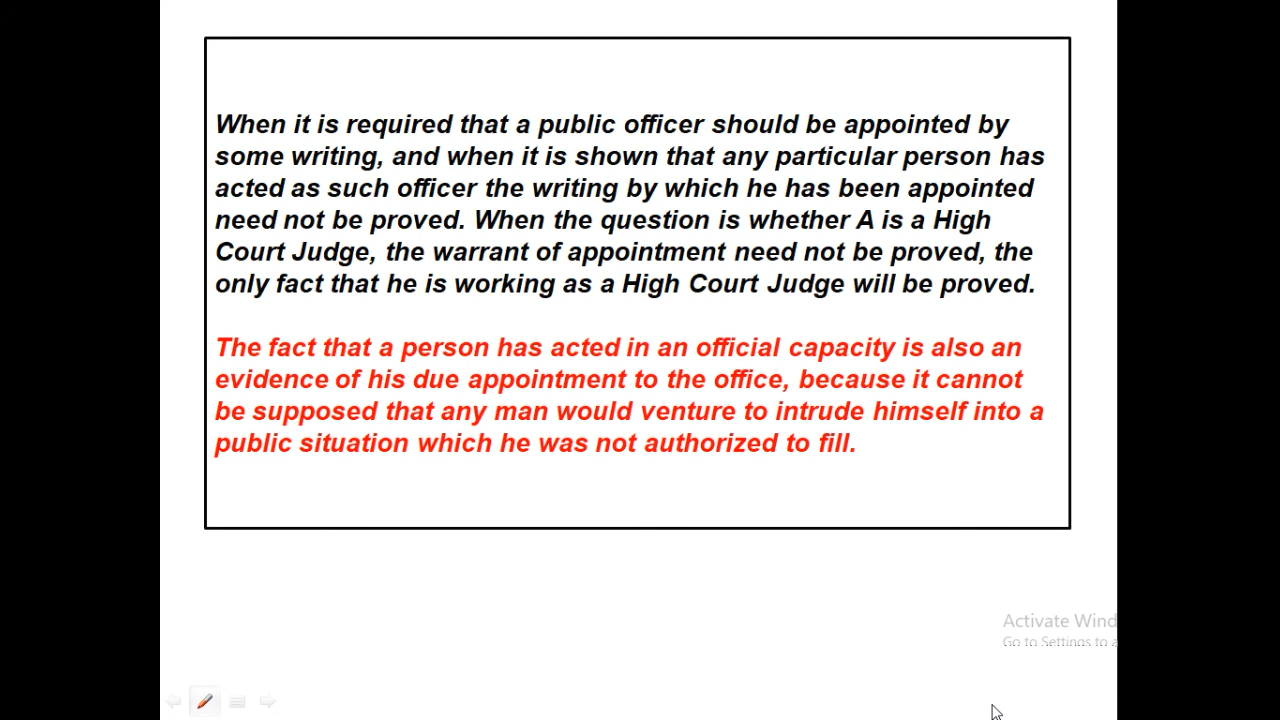 When it is required that a public officer should be appointed by
some writing, and when it is shown that any particular person has
acted as such officer the writing by which he has been appointed
need not be proved. When the question is whether A is a High
Court Judge, the warrant of appointment need not be proved, the
only fact that he is working as a High Court Judge will be proved.
The fact that a person has acted in an official capacity is also an
evidence of his due appointment to the office, because it cannot
be supposed that any man would venture to intrude himself into a
public situation which he was not authorized to fill.
Activate Wind
Go to Settings to a